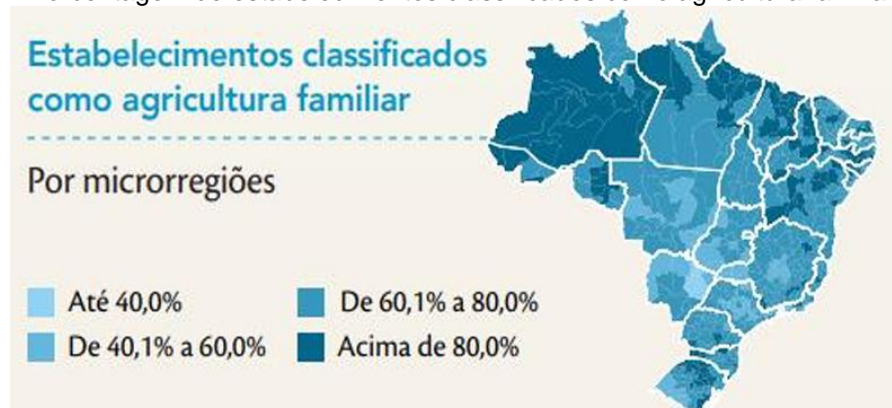 Estabelecimentos classificados
como agricultura familiar
Por microrregiões
Até 40,0%
De 60,1% a 80,0%
De 40,1% a 60,0%
Acima de 80,0%